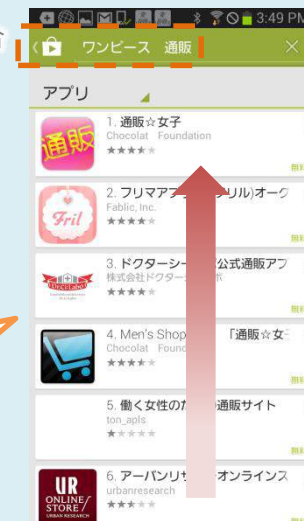 3:49 PM
ワンピース 通販
アプリ
通販
1. 通販☆女子
Chocolat Foundation
無料
Fril
2. フリマア リル)オーク
Fablic, Inc.
無料
Dr.Ci:Labo
3. ドクターシー 公式通販アプ
株式会社ドクター ボ
無料
4. Men's Shop 「通販☆女
Chocolat Found
無料
5. 働く女性のた 通販サイト
ton_apls
無料
UR
ONLINE
STORE
URBAN RESEARCH
6. アーバンリサ オンラインス
urbanresearch